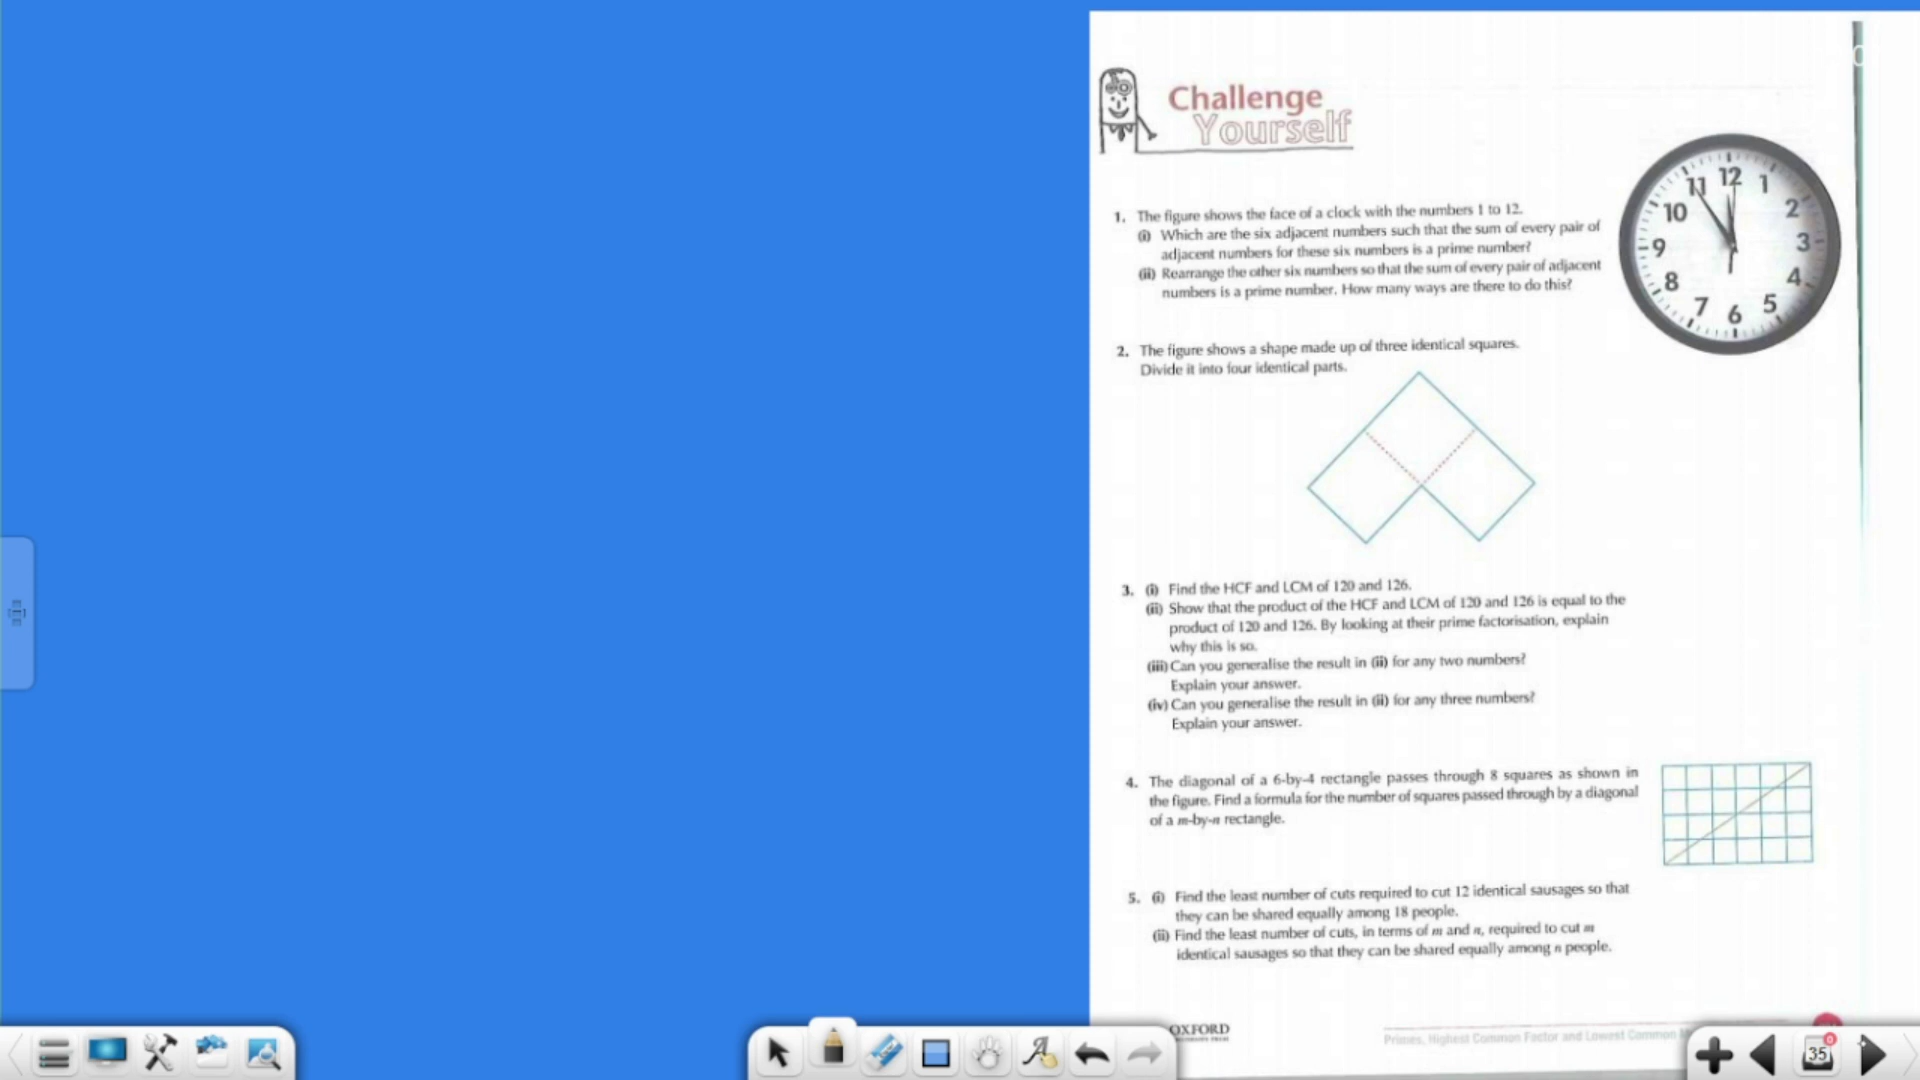 Challenge
Yourself
1. The figure shows the face of a clock with the numbers 1 to 12.
(i) Which are the six adjacent numbers such that the sum of every pair of
adjacent numbers for these six numbers is a prime number?
(ii) Rearrange the other six numbers so that the sum of every pair of adjacent
numbers is a prime number. How many ways are there to do this?
12
11
1
10
2
9
3
8
4
7
6
5
2. The figure shows a shape made up of three identical squares.
Divide it into four identical parts.
3. (i) Find the HCF and LCM of 120 and 126.
(ii) Show that the product of the HCF and LCM of 120 and 126 is equal to the
product of 120 and 126. By looking at their prime factorisation, explain
why this is so.
(iii) Can you generalise the result in (ii) for any two numbers?
Explain your answer.
(iv) Can you generalise the result in (ii) for any three numbers?
Explain your answer.
4. The diagonal of a 6-by-4 rectangle passes through 8 squares as shown in
the figure. Find a formula for the number of squares passed through by a diagonal
of a m-by-n rectangle.
5. (i) Find the least number of cuts required to cut 12 identical sausages so that
they can be shared equally among 18 people.
(ii) Find the least number of cuts, in terms of m and n, required to cut m
identical sausages so that they can be shared equally among n people.
OXFORD
Primes, Highest Common Factor and Lowest Common
35
0